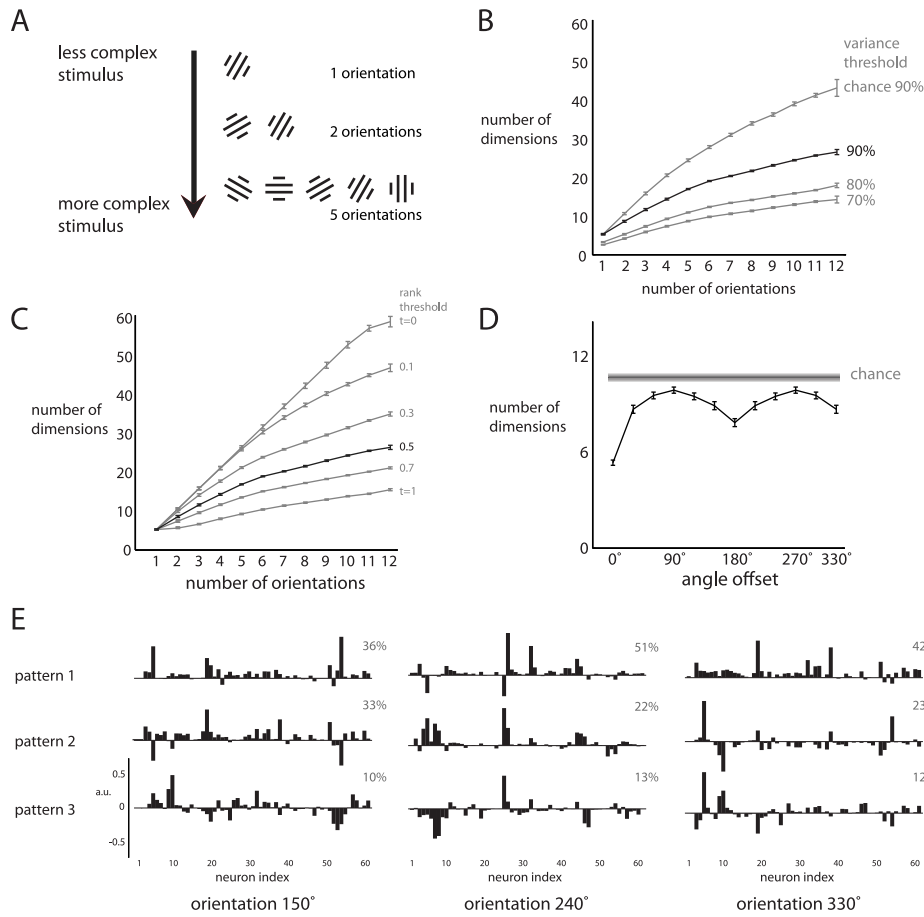 A
less complex
stimulus
1 orientation
2 orientations
more complex
stimulus
5 orientations
B
60
50
40
30
20
10
0
number of
dimensions
variance
threshold
chance 90%
90%
80%
70%
1 2 3 4 5 6 7 8 9 10 11 12
number of orientations
C
60
50
40
30
20
10
0
number of
dimensions
rank
threshold
t=0
0.1
0.3
0.5
0.7
t=1
1 2 3 4 5 6 7 8 9 10 11 12
number of orientations
D
12
6
0
number of
dimensions
chance
0° 90° 180° 270° 330°
angle offset
E
pattern 1
36%
51%
42
pattern 2
33%
22%
23
pattern 3
10%
13%
12
0.5
a.u.
0
-0.5
1 10 20 30 40 50 60
1 10 20 30 40 50 60
1 10 20 30 40 50 60
neuron index
neuron index
neuron index
orientation 150°
orientation 240°
orientation 330°